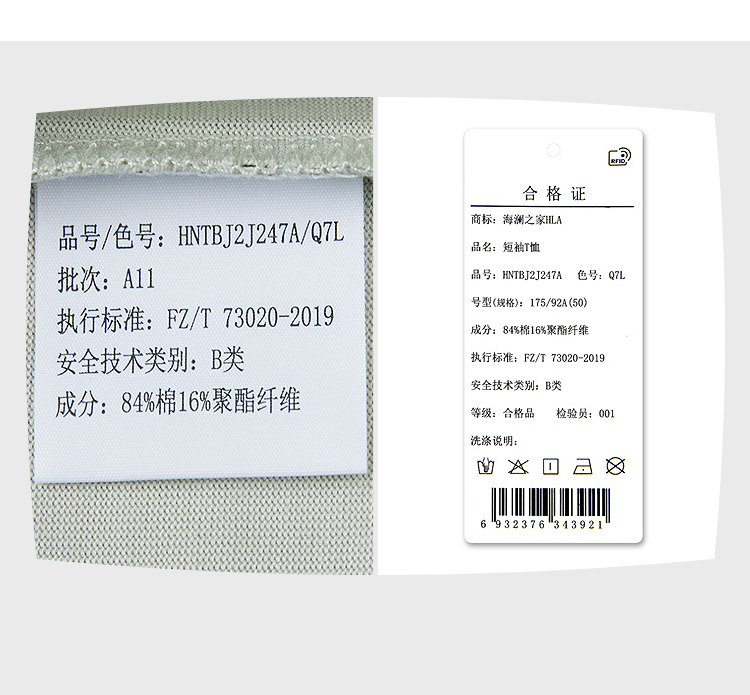 品号/色号：HNTBJ2J247A/Q7L
批次：A11
执行标准：FZ/T 73020-2019
安全技术类别：B类
成分：84%棉16%聚酯纤维
RFID
合格证
商标：海澜之家HLA
品名：短袖T恤
品号：HNTBJ2J247A 色号：Q7L
号型(规格)：175/92A(50)
成分：84%棉16%聚酯纤维
执行标准：FZ/T 73020-2019
安全技术类别：B类
等级：合格品 检验员：001
洗涤说明：
6 932376 343921